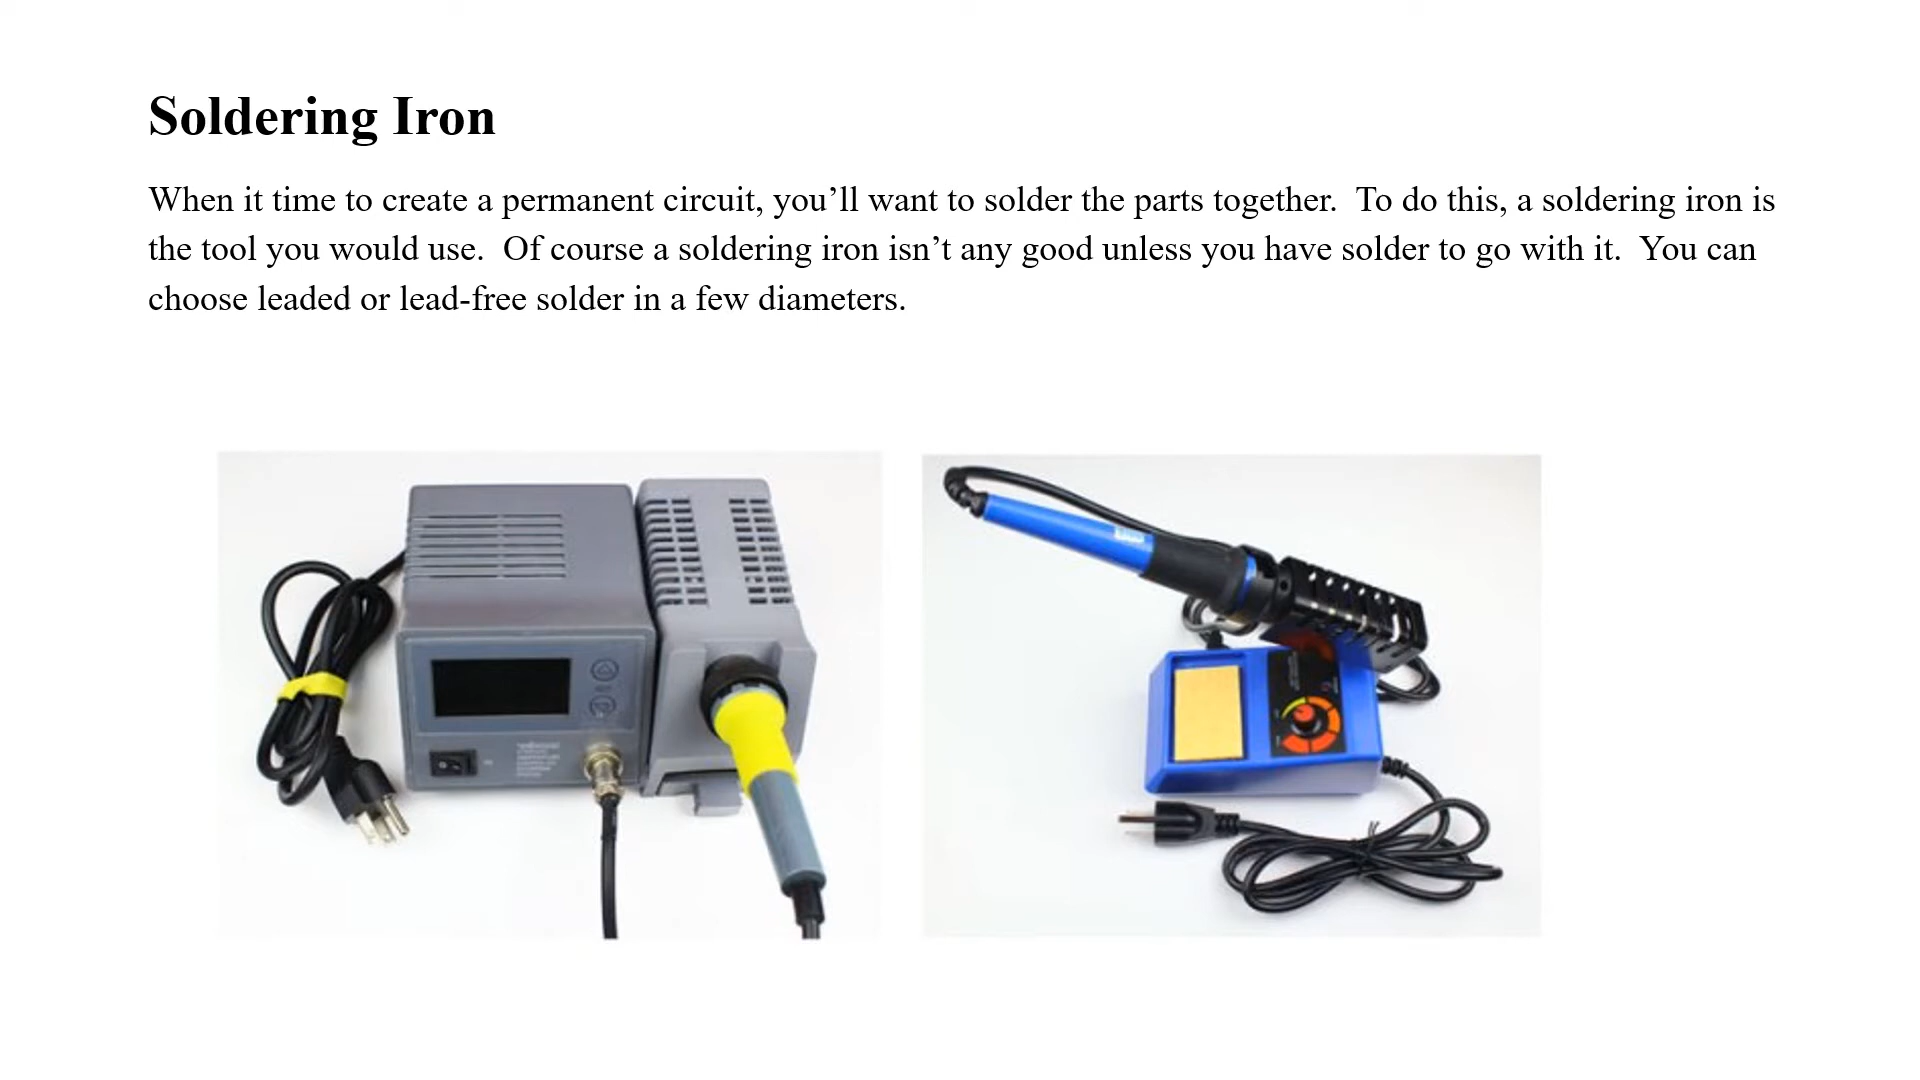 Soldering Iron
When it time to create a permanent circuit, you’ll want to solder the parts together.  To do this, a soldering iron is
the tool you would use.  Of course a soldering iron isn’t any good unless you have solder to go with it.  You can
choose leaded or lead-free solder in a few diameters.